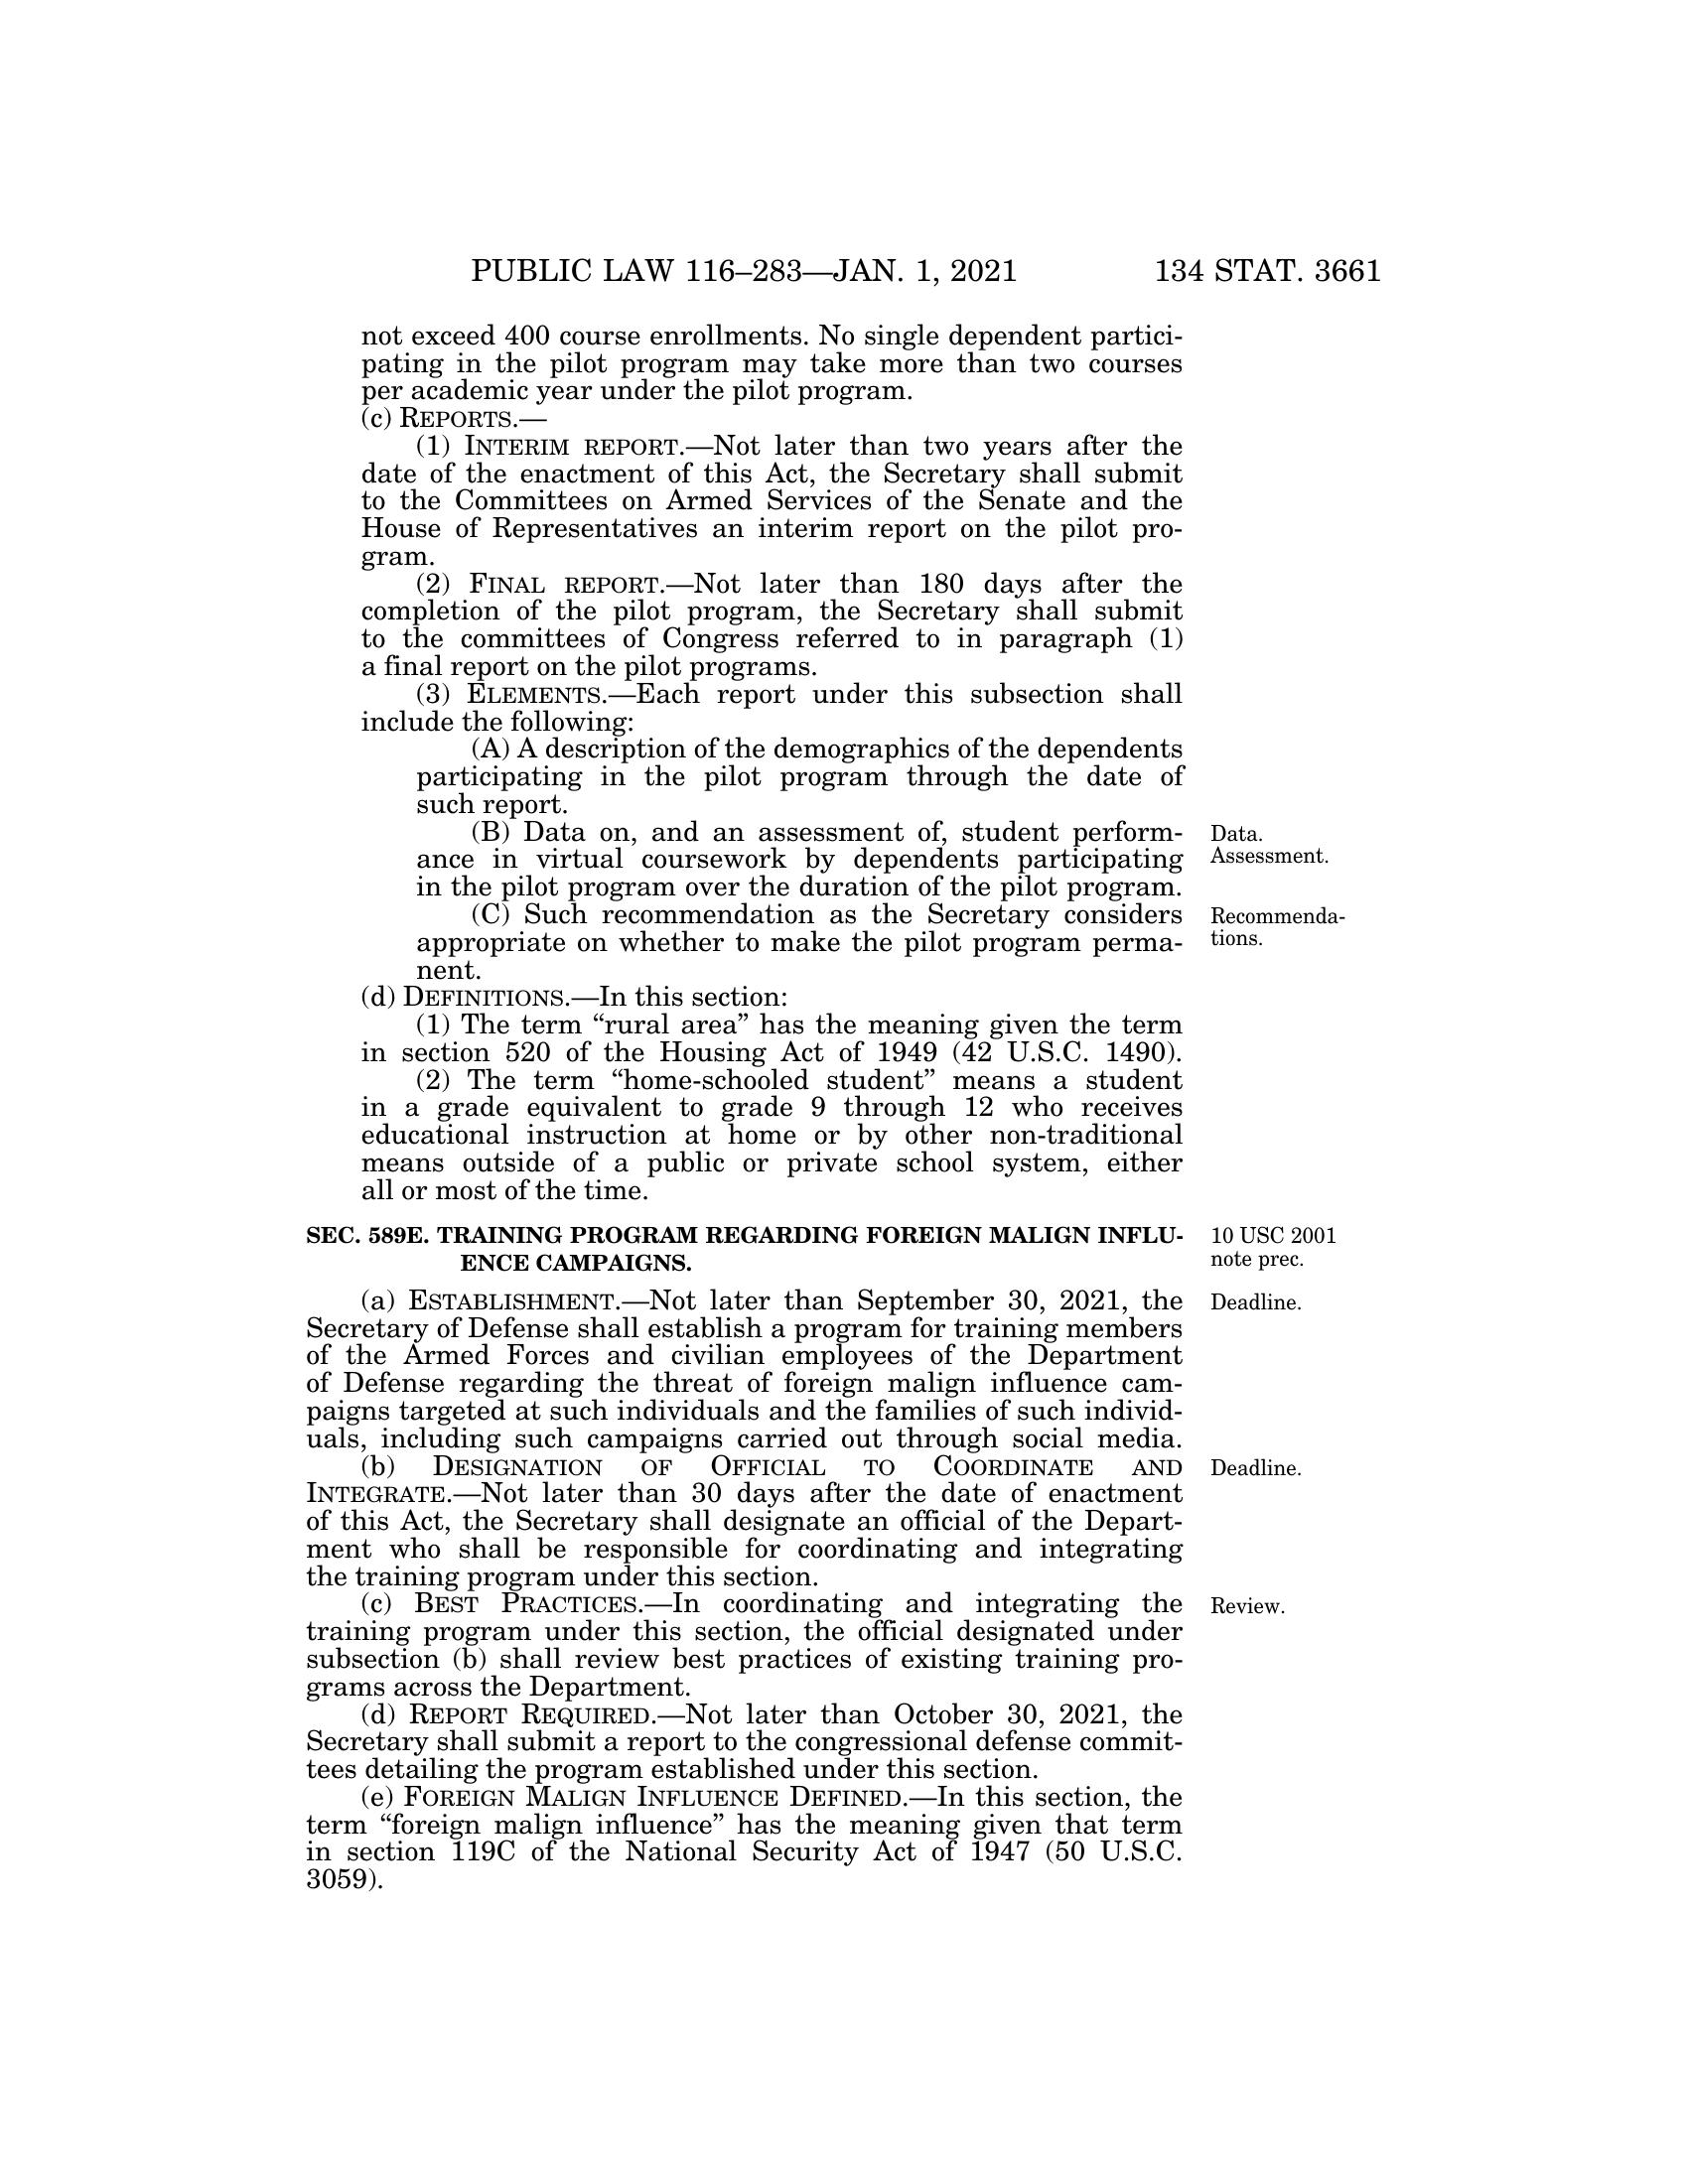 PUBLIC LAW 116–283—JAN. 1, 2021 134 STAT. 3661
not exceed 400 course enrollments. No single dependent partici-
pating in the pilot program may take more than two courses
per academic year under the pilot program.
(c) REPORTS.—
(1) INTERIM REPORT.—Not later than two years after the
date of the enactment of this Act, the Secretary shall submit
to the Committees on Armed Services of the Senate and the
House of Representatives an interim report on the pilot pro-
gram.
(2) FINAL REPORT.—Not later than 180 days after the
completion of the pilot program, the Secretary shall submit
to the committees of Congress referred to in paragraph (1)
a final report on the pilot programs.
(3) ELEMENTS.—Each report under this subsection shall
include the following:
(A) A description of the demographics of the dependents
participating in the pilot program through the date of
such report.
(B) Data on, and an assessment of, student perform-
ance in virtual coursework by dependents participating
in the pilot program over the duration of the pilot program.
Data.
Assessment.
(C) Such recommendation as the Secretary considers
appropriate on whether to make the pilot program perma-
nent.
Recommenda-
tions.
(d) DEFINITIONS.—In this section:
(1) The term “rural area” has the meaning given the term
in section 520 of the Housing Act of 1949 (42 U.S.C. 1490).
(2) The term “home-schooled student” means a student
in a grade equivalent to grade 9 through 12 who receives
educational instruction at home or by other non-traditional
means outside of a public or private school system, either
all or most of the time.
SEC. 589E. TRAINING PROGRAM REGARDING FOREIGN MALIGN INFLU-
ENCE CAMPAIGNS.
10 USC 2001
note prec.
(a) ESTABLISHMENT.—Not later than September 30, 2021, the
Secretary of Defense shall establish a program for training members
of the Armed Forces and civilian employees of the Department
of Defense regarding the threat of foreign malign influence cam-
paigns targeted at such individuals and the families of such individ-
uals, including such campaigns carried out through social media.
Deadline.
(b) DESIGNATION OF OFFICIAL TO COORDINATE AND
INTEGRATE.—Not later than 30 days after the date of enactment
of this Act, the Secretary shall designate an official of the Depart-
ment who shall be responsible for coordinating and integrating
the training program under this section.
Deadline.
(c) BEST PRACTICES.—In coordinating and integrating the
training program under this section, the official designated under
subsection (b) shall review best practices of existing training pro-
grams across the Department.
Review.
(d) REPORT REQUIRED.—Not later than October 30, 2021, the
Secretary shall submit a report to the congressional defense commit-
tees detailing the program established under this section.
(e) FOREIGN MALIGN INFLUENCE DEFINED.—In this section, the
term “foreign malign influence” has the meaning given that term
in section 119C of the National Security Act of 1947 (50 U.S.C.
3059).